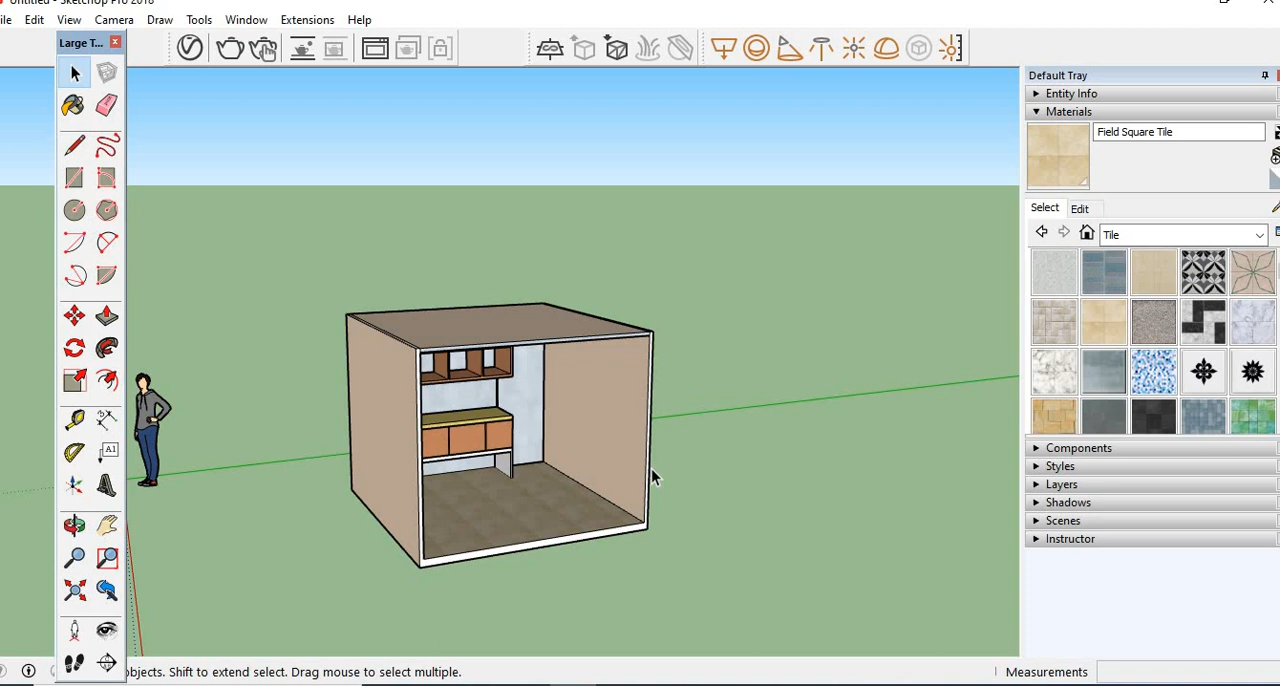 Untitled - SketchUp Pro 2018
ile Edit View Camera Draw Tools Window Extensions Help
Large T...
A1
Default Tray
Entity Info
Materials
Field Square Tile
Select Edit
Tile
Components
Styles
Layers
Shadows
Scenes
Instructor
objects. Shift to extend select. Drag mouse to select multiple.
Measurements